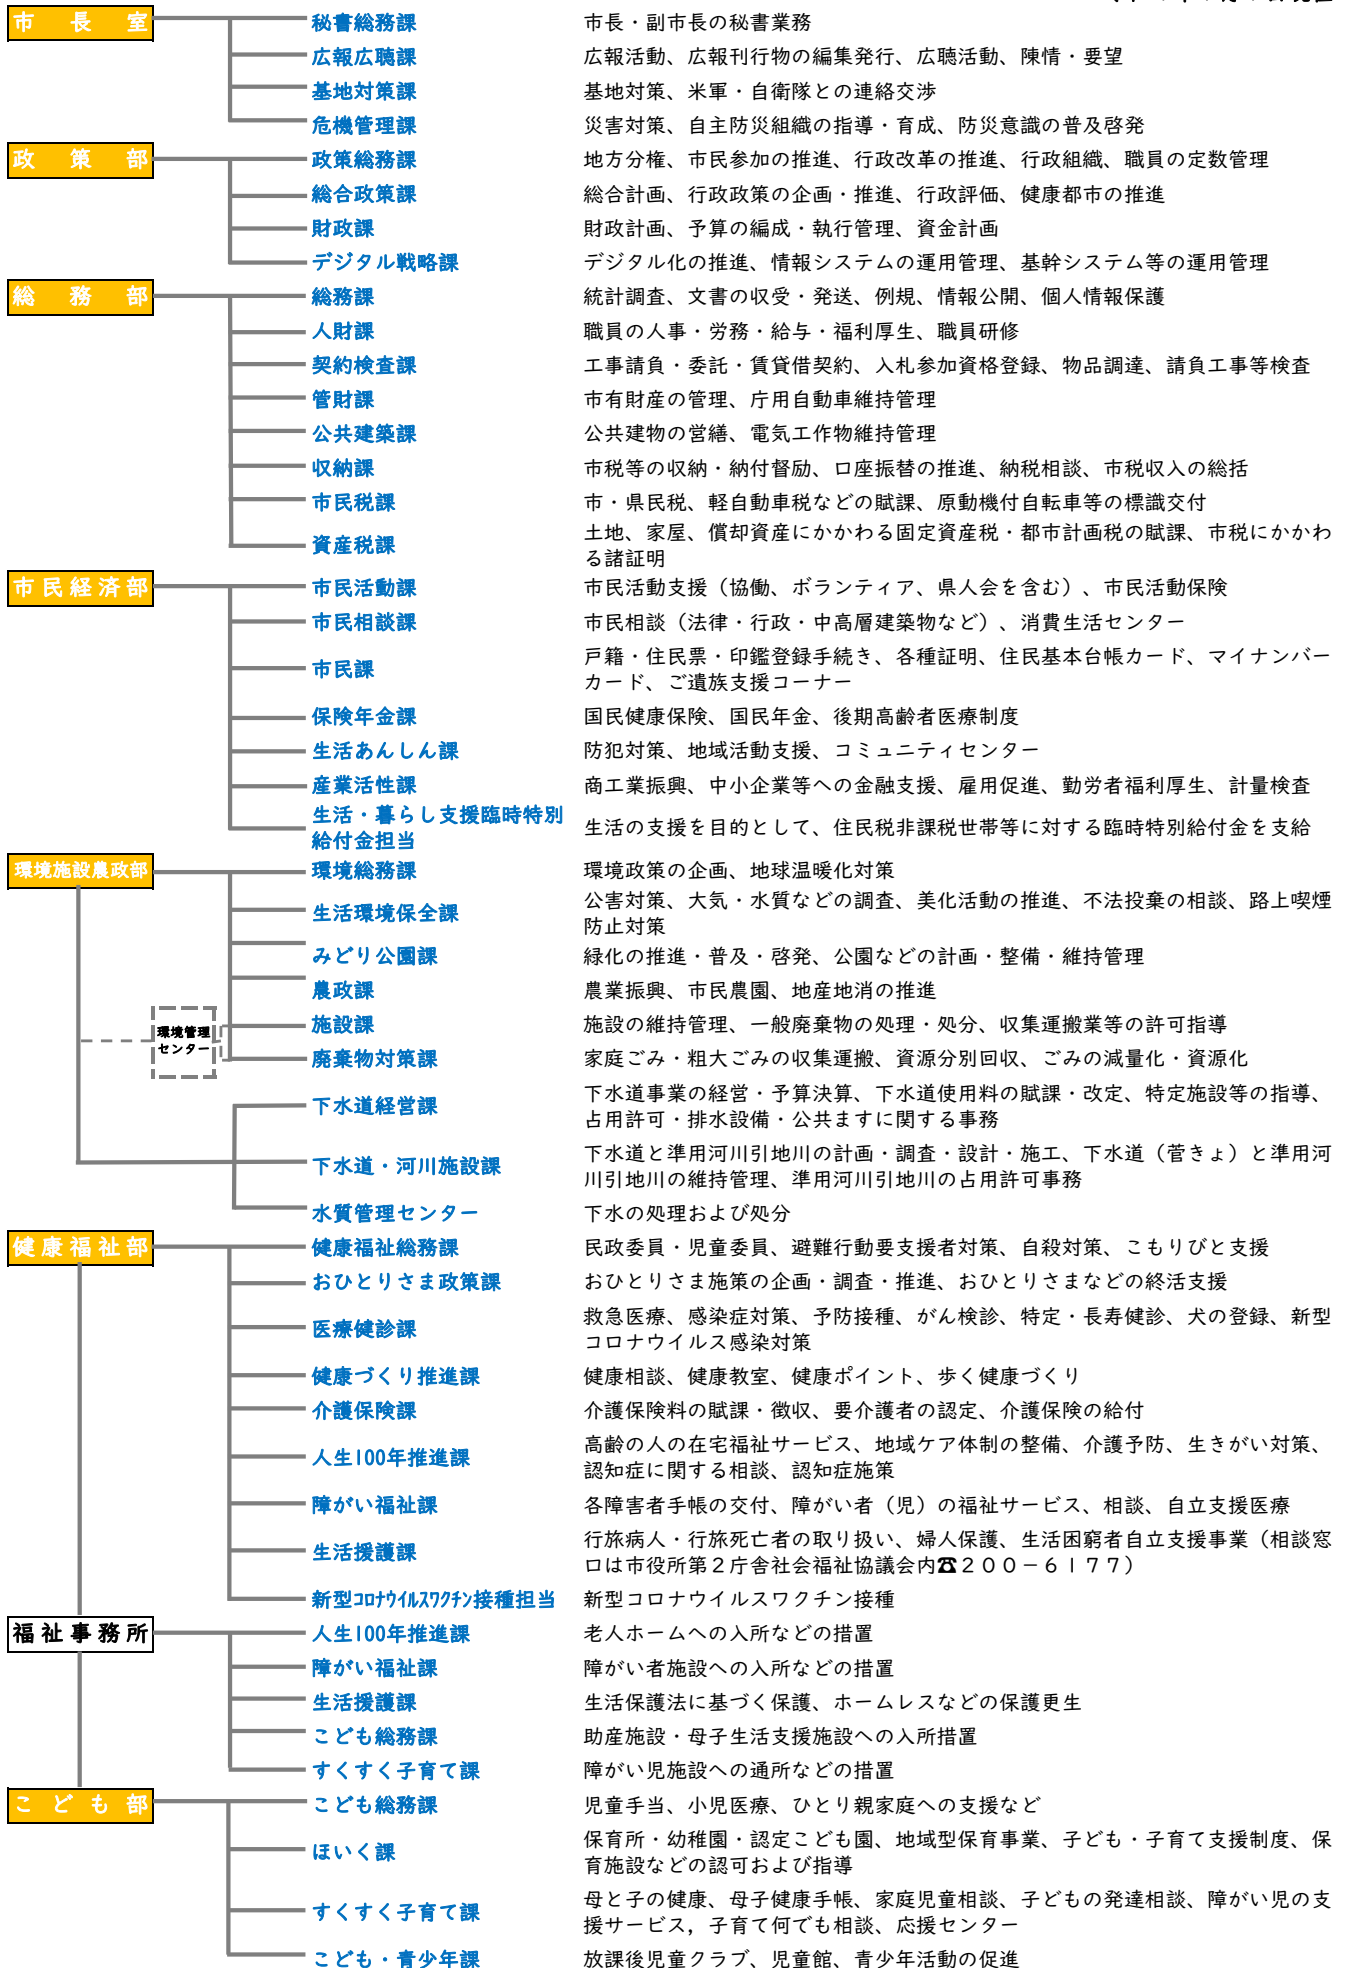 市長室 秘書総務課 市長・副市長の秘書業務
広報広聴課 広報活動、広報刊行物の編集発行、広聴活動、陳情・要望
基地対策課 基地対策、米軍・自衛隊との連絡交渉
危機管理課 災害対策、自主防災組織の指導・育成、防災意識の普及啓発
政策部 政策総務課 地方分権、市民参加の推進、行政改革の推進、行政組織、職員の定数管理
総合政策課 総合計画、行政政策の企画・推進、行政評価、健康都市の推進
財政課 財政計画、予算の編成・執行管理、資金計画
デジタル戦略課 デジタル化の推進、情報システムの運用管理、基幹システム等の運用管理
総務部 総務課 統計調査、文書の収受・発送、例規、情報公開、個人情報保護
人財課 職員の人事・労務・給与・福利厚生、職員研修
契約検査課 工事請負・委託・賃貸借契約、入札参加資格登録、物品調達、請負工事等検査
管財課 市有財産の管理、庁用自動車維持管理
公共建築課 公共建物の営繕、電気工作物維持管理
収納課 市税等の収納・納付督励、口座振替の推進、納税相談、市税収入の総括
市民税課 市・県民税、軽自動車税などの賦課、原動機付自転車等の標識交付
資産税課 土地、家屋、償却資産にかかわる固定資産税・都市計画税の賦課、市税にかかわ
る諸証明
市民経済部 市民活動課 市民活動支援（協働、ボランティア、県人会を含む）、市民活動保険
市民相談課 市民相談（法律・行政・中高層建築物など）、消費生活センター
市民課 戸籍・住民票・印鑑登録手続き、各種証明、住民基本台帳カード、マイナンバー
カード、ご遺族支援コーナー
保険年金課 国民健康保険、国民年金、後期高齢者医療制度
生活あんしん課 防犯対策、地域活動支援、コミュニティセンター
産業活性課 商工業振興、中小企業等への金融支援、雇用促進、勤労者福利厚生、計量検査
生活・暮らし支援臨時特別
給付金担当 生活の支援を目的として、住民税非課税世帯等に対する臨時特別給付金を支給
環境施設農政部 環境総務課 環境政策の企画、地球温暖化対策
生活環境保全課 公害対策、大気・水質などの調査、美化活動の推進、不法投棄の相談、路上喫煙
防止対策
みどり公園課 緑化の推進・普及・啓発、公園などの計画・整備・維持管理
農政課 農業振興、市民農園、地産地消の推進
環境管理
センター
施設課 施設の維持管理、一般廃棄物の処理・処分、収集運搬業等の許可指導
廃棄物対策課 家庭ごみ・粗大ごみの収集運搬、資源分別回収、ごみの減量化・資源化
下水道経営課 下水道事業の経営・予算決算、下水道使用料の賦課・改定、特定施設等の指導、
占用許可・排水設備・公共ますに関する事務
下水道・河川施設課 下水道と準用河川引地川の計画・調査・設計・施工、下水道（菅きょ）と準用河
川引地川の維持管理、準用河川引地川の占用許可事務
水質管理センター 下水の処理および処分
健康福祉部 健康福祉総務課 民政委員・児童委員、避難行動要支援者対策、自殺対策、こもりびと支援
おひとりさま政策課 おひとりさま施策の企画・調査・推進、おひとりさまなどの終活支援
医療健診課 救急医療、感染症対策、予防接種、がん検診、特定・長寿健診、犬の登録、新型
コロナウイルス感染対策
健康づくり推進課 健康相談、健康教室、健康ポイント、歩く健康づくり
介護保険課 介護保険料の賦課・徴収、要介護者の認定、介護保険の給付
人生100年推進課 高齢の人の在宅福祉サービス、地域ケア体制の整備、介護予防、生きがい対策、
認知症に関する相談、認知症施策
障がい福祉課 各障害者手帳の交付、障がい者（児）の福祉サービス、相談、自立支援医療
生活援護課 行旅病人・行旅死亡者の取り扱い、婦人保護、生活困窮者自立支援事業（相談窓
口は市役所第２庁舎社会福祉協議会内☎２００－６１７７）
新型コロナウイルスワクチン接種担当 新型コロナウイルスワクチン接種
福祉事務所 人生100年推進課 老人ホームへの入所などの措置
障がい福祉課 障がい者施設への入所などの措置
生活援護課 生活保護法に基づく保護、ホームレスなどの保護更生
こども総務課 助産施設・母子生活支援施設への入所措置
すくすく子育て課 障がい児施設への通所などの措置
こども部 こども総務課 児童手当、小児医療、ひとり親家庭への支援など
ほいく課 保育所・幼稚園・認定こども園、地域型保育事業、子ども・子育て支援制度、保
育施設などの認可および指導
すくすく子育て課 母と子の健康、母子健康手帳、家庭児童相談、子どもの発達相談、障がい児の支
援サービス，子育て何でも相談、応援センター
こども・青少年課 放課後児童クラブ、児童館、青少年活動の促進